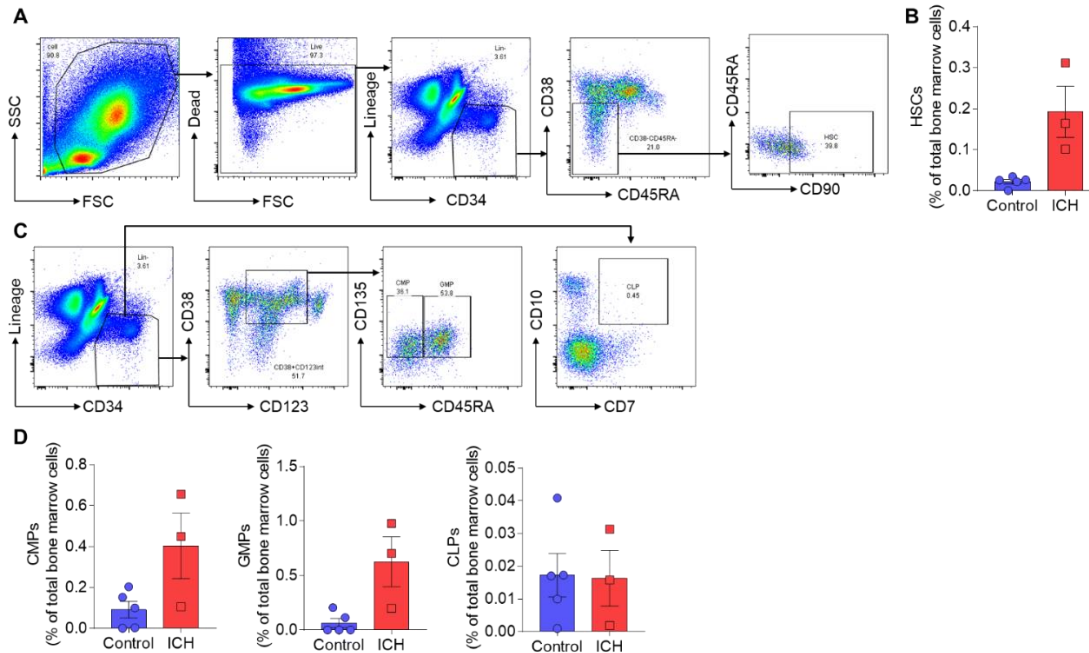 A
cell
99.8
SSC
FSC
Live
97.3
Dead
FSC
Lin-
3.61
Lineage
CD34
CD38
CD38-CD45RA-
21.0
CD45RA
CD45RA
HSC
39.8
CD90
B
HSCs
(% of total bone marrow cells)
0.4
0.3
0.2
0.1
0.0
Control
ICH
C
Lin-
3.61
Lineage
CD34
CD38
CD38+CD123int
51.7
CD123
CD135
CMP
36.1
GMP
53.8
CD45RA
CD10
CLP
0.45
CD7
D
CMPs
(% of total bone marrow cells)
0.8
0.6
0.4
0.2
0.0
Control
ICH
GMPs
(% of total bone marrow cells)
1.5
1.0
0.5
0.0
Control
ICH
CLPs
(% of total bone marrow cells)
0.05
0.04
0.03
0.02
0.01
0.00
Control
ICH